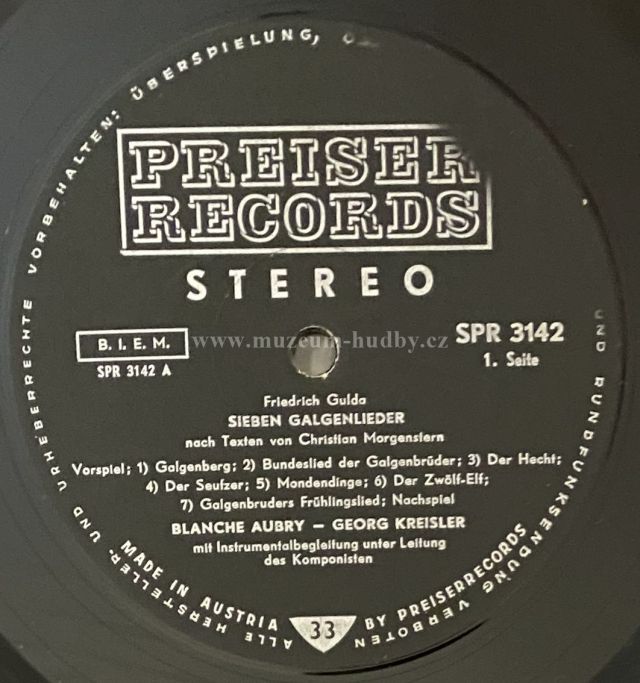 PREISER
RECORDS
STEREO
B. I. E. M.
SPR 3142 A
www.muzeum-hudby.cz
SPR 3142
1. Seite
Friedrich Gulda
SIEBEN GALGENLIEDER
nach Texten von Christian Morgenstern
Vorspiel; 1) Galgenberg; 2) Bundeslied der Galgenbrüder; 3) Der Hecht;
4) Der Seufzer; 5) Mondendinge; 6) Der Zwölf-Elf;
7) Galgenbruders Frühlingslied; Nachspiel
BLANCHE AUBRY – GEORG KREISLER
mit Instrumentalbegleitung unter Leitung
des Komponisten
MADE IN AUSTRIA
33
BY PREISERRECORDS
ALLE HERSTELLER- UND URHEBERRECHTE VORBEHALTEN: ÜBERSPIELUNG,
UND RUNDFUNKSENDUNG VERBOTEN